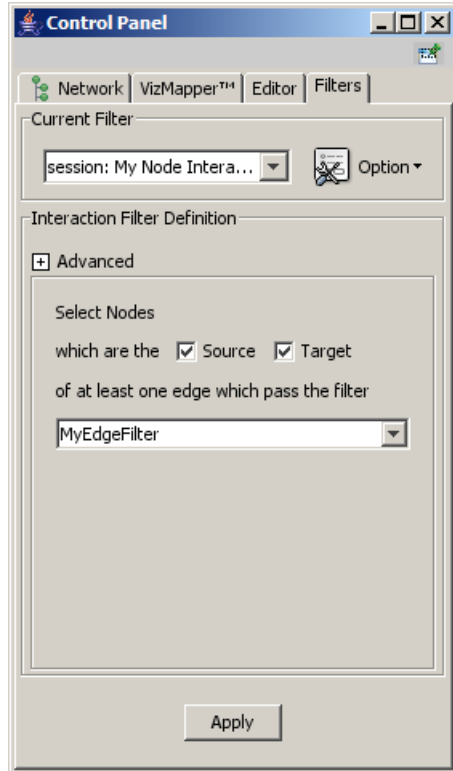 Control Panel
Network VizMapper™ Editor Filters
Current Filter
session: My Node Intera... Option
Interaction Filter Definition
Advanced
Select Nodes
which are the Source Target
of at least one edge which pass the filter
MyEdgeFilter
Apply